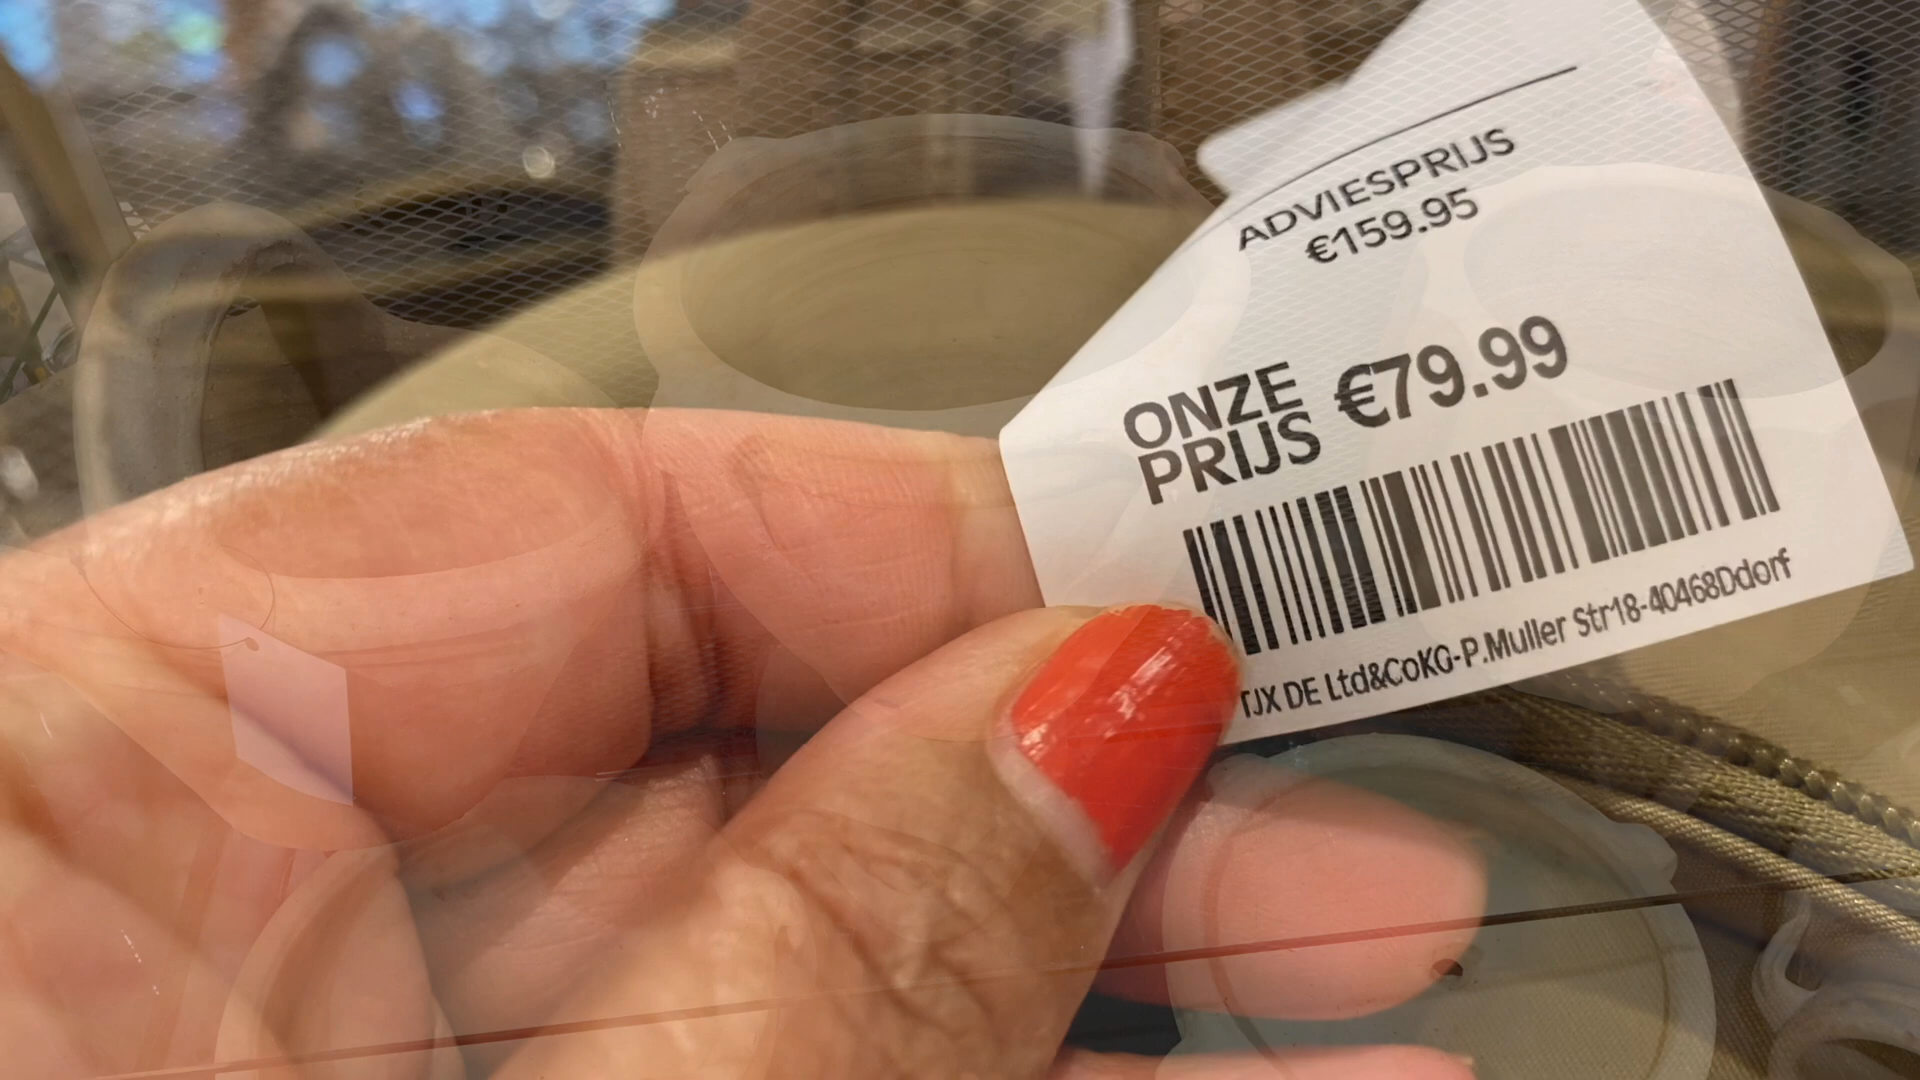 ADVIESPRIJS
€159.95
ONZE
PRIJS €79.99
TJX DE Ltd&CoKG-P.Muller Str18-40468Ddorf